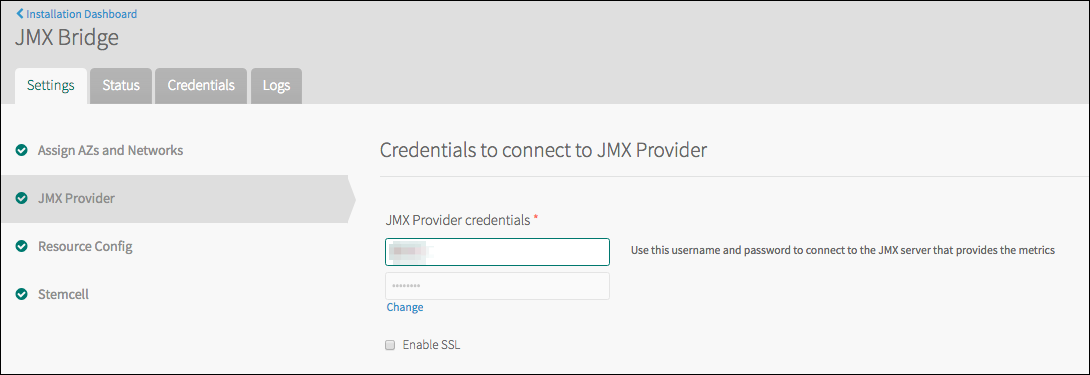 Installation Dashboard
JMX Bridge
Settings Status Credentials Logs
Assign AZs and Networks
JMX Provider
Resource Config
Stemcell
Credentials to connect to JMX Provider
JMX Provider credentials *
Use this username and password to connect to the JMX server that provides the metrics
••••••••
Change
Enable SSL